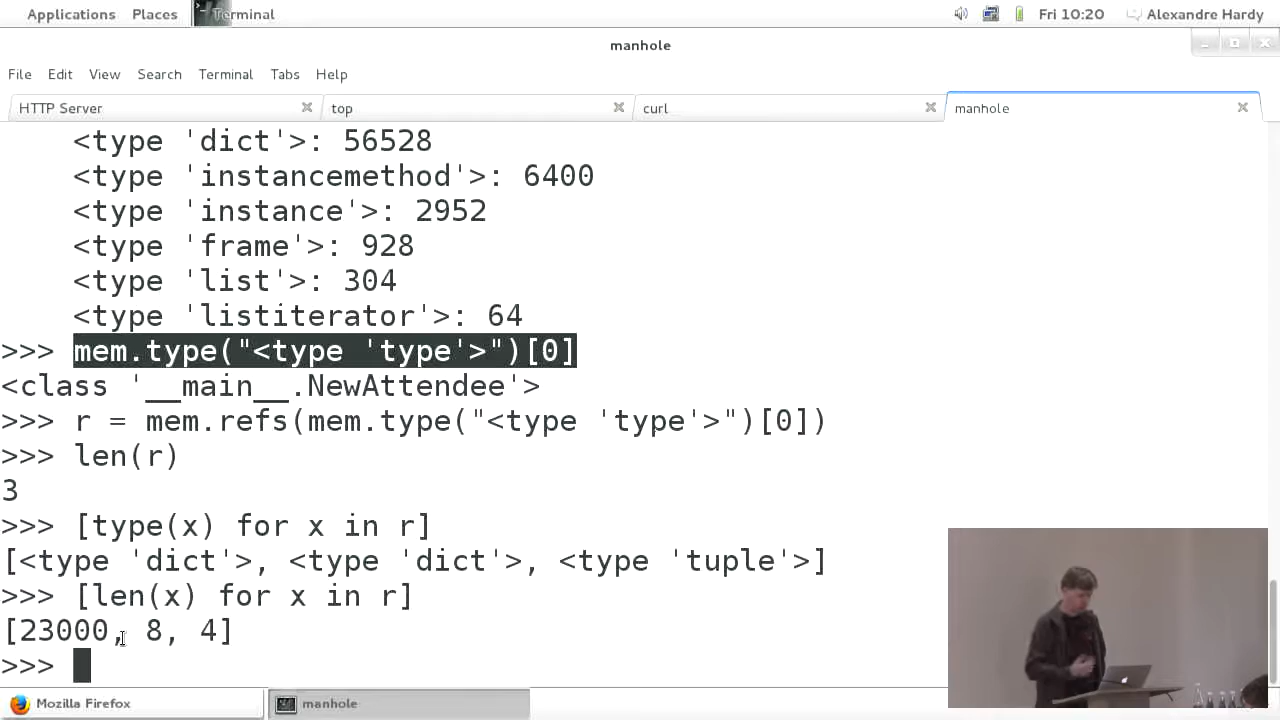 Applications Places Terminal Fri 10:20 Alexandre Hardy
manhole
File Edit View Search Terminal Tabs Help
HTTP Server top curl manhole
<type 'dict'>: 56528
<type 'instancemethod'>: 6400
<type 'instance'>: 2952
<type 'frame'>: 928
<type 'list'>: 304
<type 'listiterator'>: 64
>>> mem.type("<type 'type'>")[0]
<class '__main__.NewAttendee'>
>>> r = mem.refs(mem.type("<type 'type'>")[0])
>>> len(r)
3
>>> [type(x) for x in r]
[<type 'dict'>, <type 'dict'>, <type 'tuple'>]
>>> [len(x) for x in r]
[23000, 8, 4]
>>>
Mozilla Firefox manhole